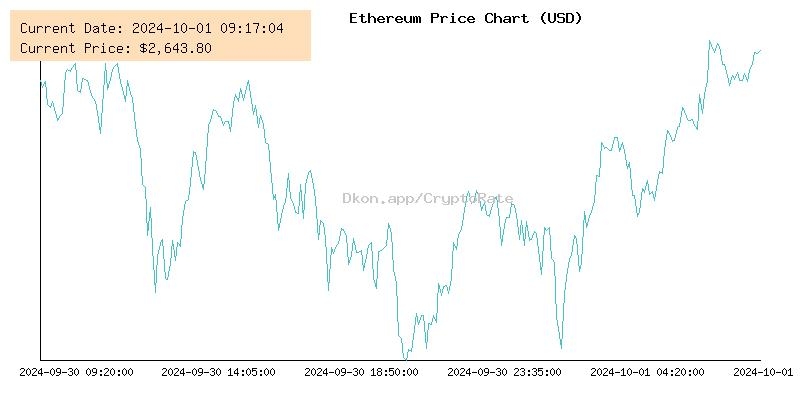 Ethereum Price Chart (USD)
Current Date: 2024-10-01 09:17:04
Current Price: $2,643.80
Dkon.app/CryptoRate
2024-09-30 09:20:00 2024-09-30 14:05:00 2024-09-30 18:50:00 2024-09-30 23:35:00 2024-10-01 04:20:00 2024-10-01